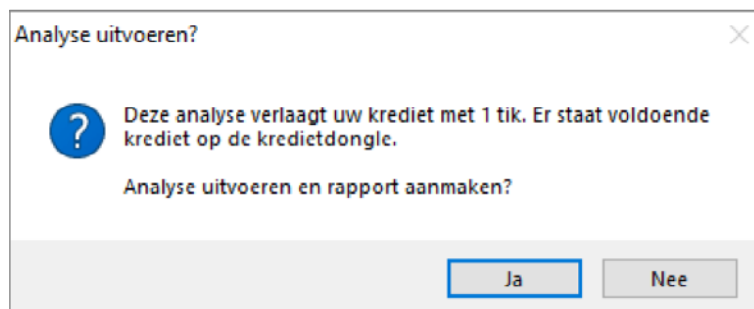 Analyse uitvoeren?
Deze analyse verlaagt uw krediet met 1 tik. Er staat voldoende
krediet op de kredietdongle.
Analyse uitvoeren en rapport aanmaken?
Ja Nee